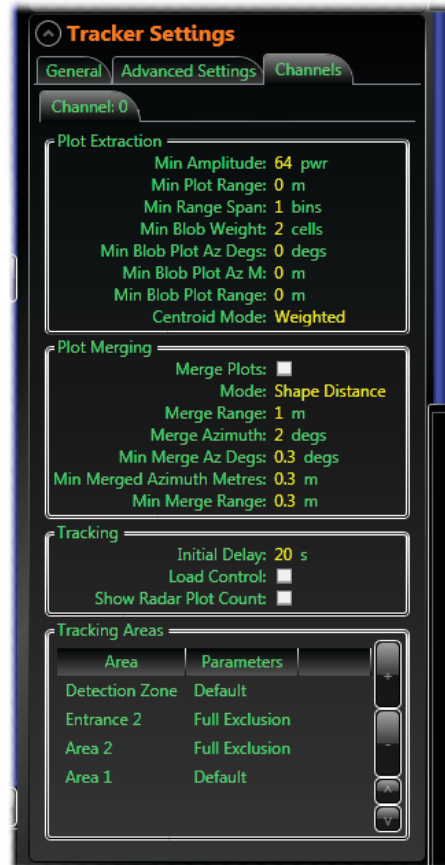 Tracker Settings
General Advanced Settings Channels
Channel: 0
Plot Extraction
Min Amplitude: 64 pwr
Min Plot Range: 0 m
Min Range Span: 1 bins
Min Blob Weight: 2 cells
Min Blob Plot Az Degs: 0 degs
Min Blob Plot Az M: 0 m
Min Blob Plot Range: 0 m
Centroid Mode: Weighted
Plot Merging
Merge Plots:
Mode: Shape Distance
Merge Range: 1 m
Merge Azimuth: 2 degs
Min Merge Az Degs: 0.3 degs
Min Merged Azimuth Metres: 0.3 m
Min Merge Range: 0.3 m
Tracking
Initial Delay: 20 s
Load Control:
Show Radar Plot Count:
Tracking Areas
Area Parameters +
Detection Zone Default
Entrance 2 Full Exclusion
Area 2 Full Exclusion -
Area 1 Default